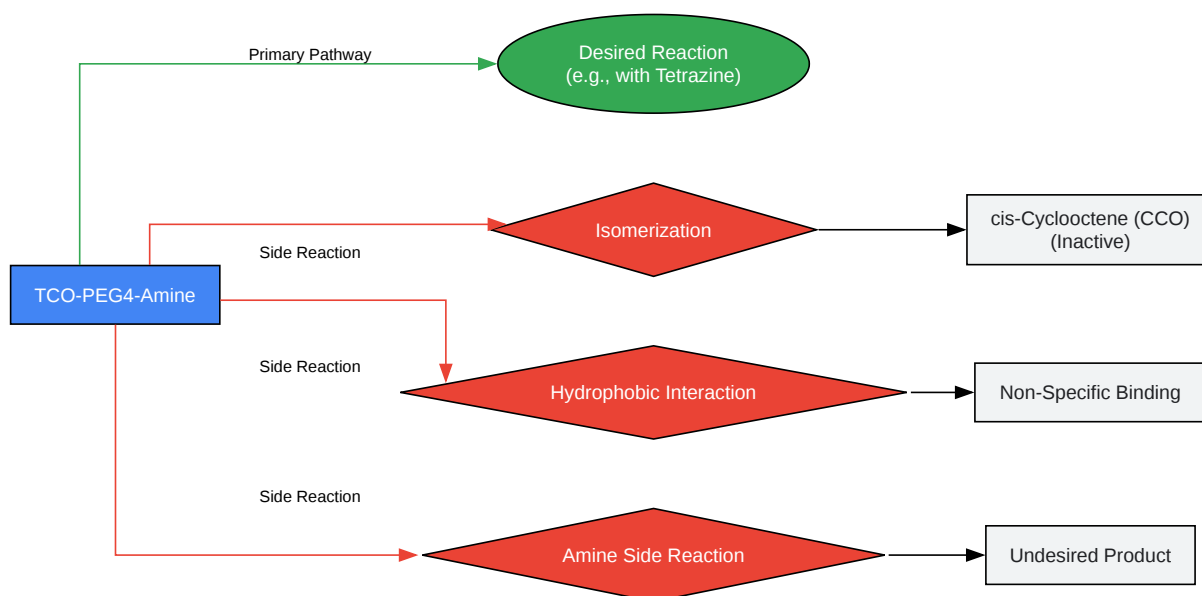 Primary Pathway
Desired Reaction
(e.g., with Tetrazine)
Isomerization
cis-Cyclooctene (CCO)
(Inactive)
Side Reaction
TCO-PEG4-Amine
Side Reaction
Hydrophobic Interaction
Non-Specific Binding
Side Reaction
Amine Side Reaction
Undesired Product